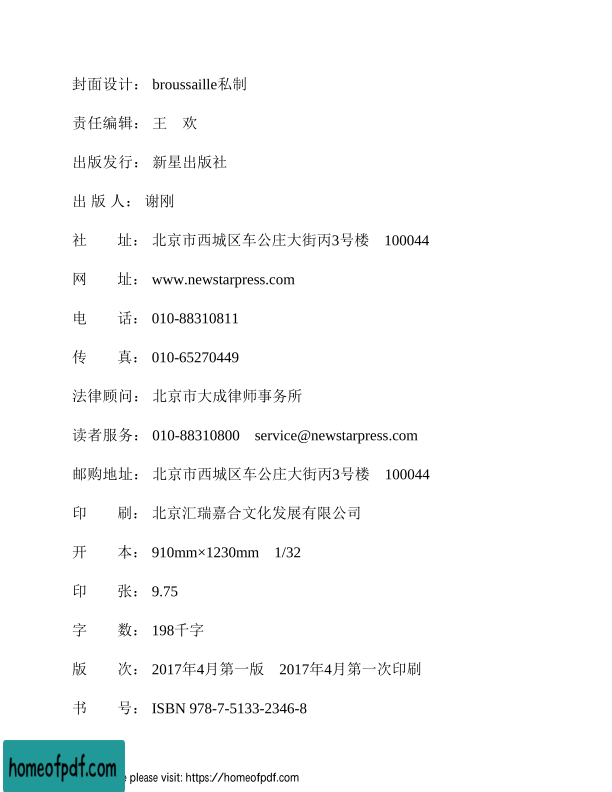 封面设计： broussaille私制
责任编辑： 王　欢
出版发行： 新星出版社
出 版 人： 谢刚
社　　址： 北京市西城区车公庄大街丙3号楼　100044
网　　址： www.newstarpress.com
电　　话： 010-88310811
传　　真： 010-65270449
法律顾问： 北京市大成律师事务所
读者服务： 010-88310800　service@newstarpress.com
邮购地址： 北京市西城区车公庄大街丙3号楼　100044
印　　刷： 北京汇瑞嘉合文化发展有限公司
开　　本： 910mm×1230mm　1/32
印　　张： 9.75
字　　数： 198千字
版　　次： 2017年4月第一版　2017年4月第一次印刷
书　　号： ISBN 978-7-5133-2346-8
homeofpdf.com
please visit: https://homeofpdf.com